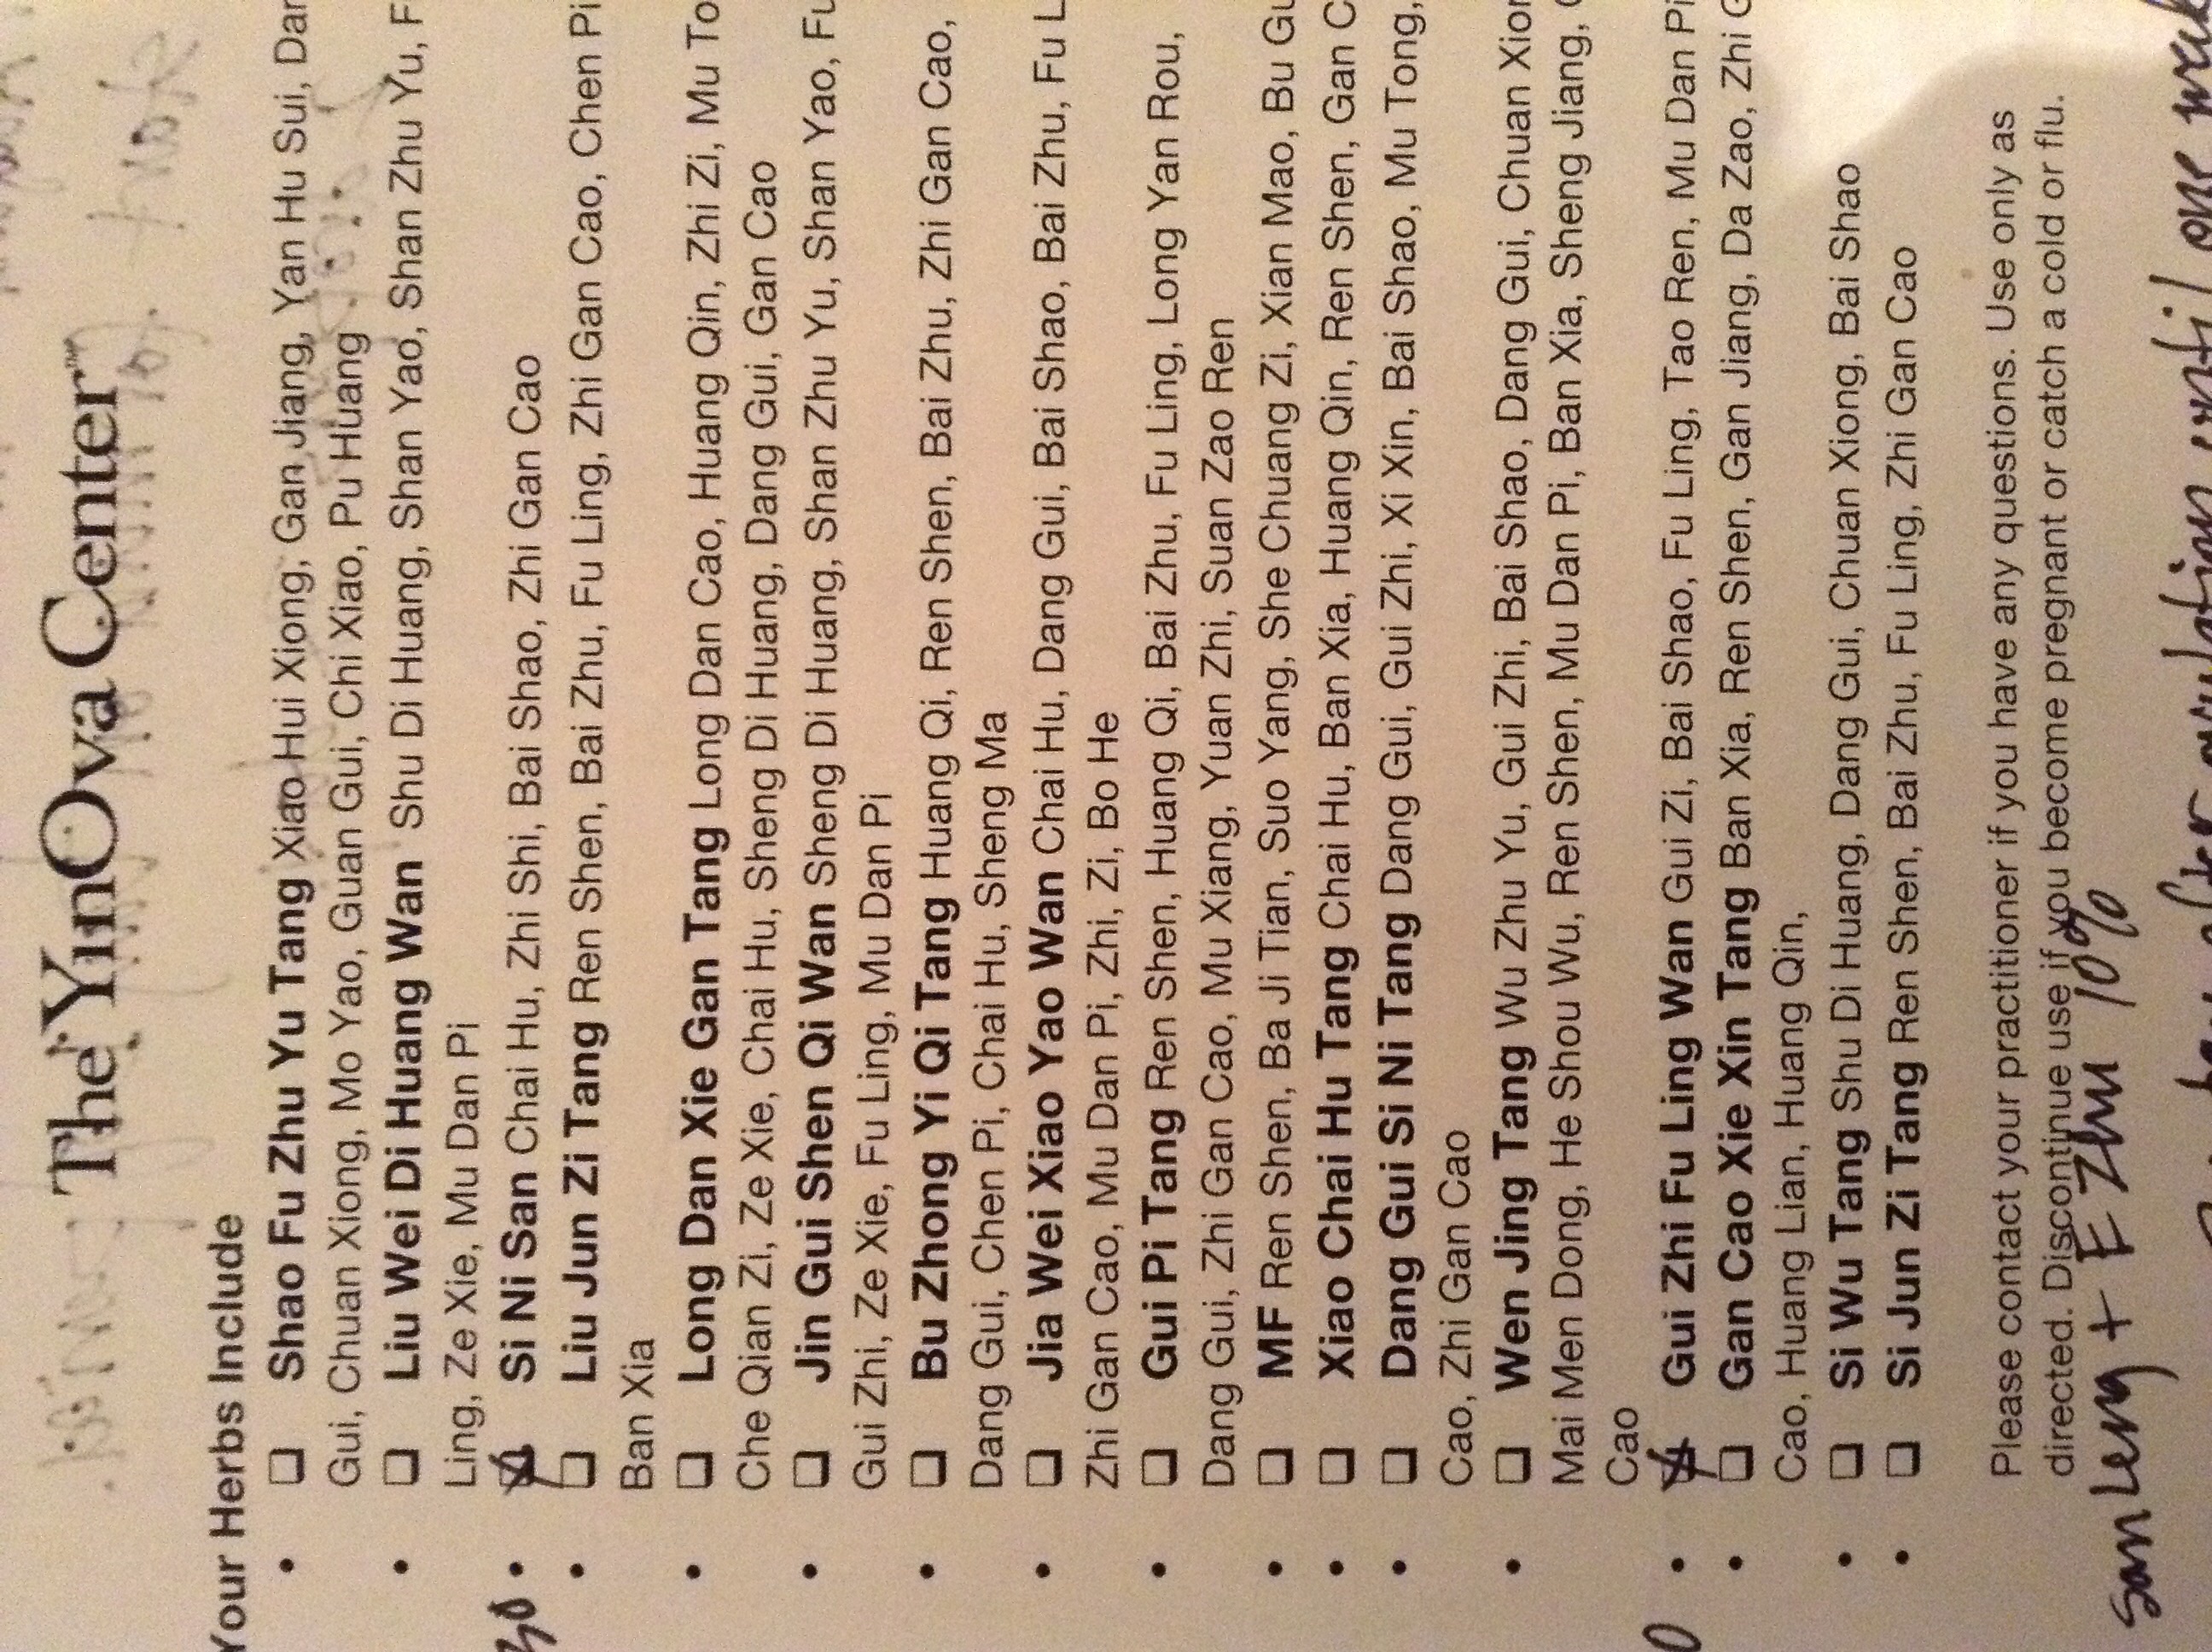 The YinOva Center™
Your Herbs Include
• ❏ Shao Fu Zhu Yu Tang Xiao Hui Xiong, Gan Jiang, Yan Hu Sui, Dan
Gui, Chuan Xiong, Mo Yao, Guan Gui, Chi Xiao, Pu Huang
• ❏ Liu Wei Di Huang Wan Shu Di Huang, Shan Yao, Shan Zhu Yu, F
Ling, Ze Xie, Mu Dan Pi
30 • ❏ Si Ni San Chai Hu, Zhi Shi, Bai Shao, Zhi Gan Cao
• ❏ Liu Jun Zi Tang Ren Shen, Bai Zhu, Fu Ling, Zhi Gan Cao, Chen Pi
Ban Xia
• ❏ Long Dan Xie Gan Tang Long Dan Cao, Huang Qin, Zhi Zi, Mu To
Che Qian Zi, Ze Xie, Chai Hu, Sheng Di Huang, Dang Gui, Gan Cao
• ❏ Jin Gui Shen Qi Wan Sheng Di Huang, Shan Zhu Yu, Shan Yao, Fu
Gui Zhi, Ze Xie, Fu Ling, Mu Dan Pi
• ❏ Bu Zhong Yi Qi Tang Huang Qi, Ren Shen, Bai Zhu, Zhi Gan Cao,
Dang Gui, Chen Pi, Chai Hu, Sheng Ma
• ❏ Jia Wei Xiao Yao Wan Chai Hu, Dang Gui, Bai Shao, Bai Zhu, Fu L
Zhi Gan Cao, Mu Dan Pi, Zhi, Zi, Bo He
• ❏ Gui Pi Tang Ren Shen, Huang Qi, Bai Zhu, Fu Ling, Long Yan Rou,
Dang Gui, Zhi Gan Cao, Mu Xiang, Yuan Zhi, Suan Zao Ren
• ❏ MF Ren Shen, Ba Ji Tian, Suo Yang, She Chuang Zi, Xian Mao, Bu Gu
• ❏ Xiao Chai Hu Tang Chai Hu, Ban Xia, Huang Qin, Ren Shen, Gan C
• ❏ Dang Gui Si Ni Tang Dang Gui, Gui Zhi, Xi Xin, Bai Shao, Mu Tong,
Cao, Zhi Gan Cao
• ❏ Wen Jing Tang Wu Zhu Yu, Gui Zhi, Bai Shao, Dang Gui, Chuan Xion
Mai Men Dong, He Shou Wu, Ren Shen, Mu Dan Pi, Ban Xia, Sheng Jiang,
Cao
0 • ❏ Gui Zhi Fu Ling Wan Gui Zi, Bai Shao, Fu Ling, Tao Ren, Mu Dan Pi
• ❏ Gan Cao Xie Xin Tang Ban Xia, Ren Shen, Gan Jiang, Da Zao, Zhi G
Cao, Huang Lian, Huang Qin,
• ❏ Si Wu Tang Shu Di Huang, Dang Gui, Chuan Xiong, Bai Shao
• ❏ Si Jun Zi Tang Ren Shen, Bai Zhu, Fu Ling, Zhi Gan Cao
Please contact your practitioner if you have any questions. Use only as
directed. Discontinue use if you become pregnant or catch a cold or flu.
San Leng + E Zhu 10%
after ovulation until one week